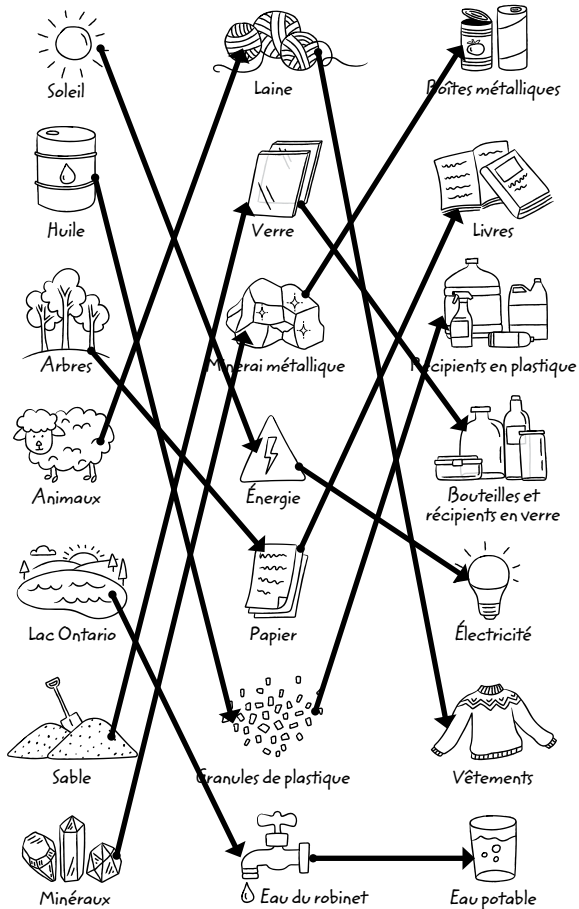 Soleil
Laine
Boîtes métalliques
Huile
Verre
Livres
Arbres
Minerai métallique
Récipients en plastique
Animaux
Énergie
Bouteilles et
récipients en verre
Lac Ontario
Papier
Électricité
Sable
Granules de plastique
Vêtements
Minéraux
Eau du robinet
Eau potable